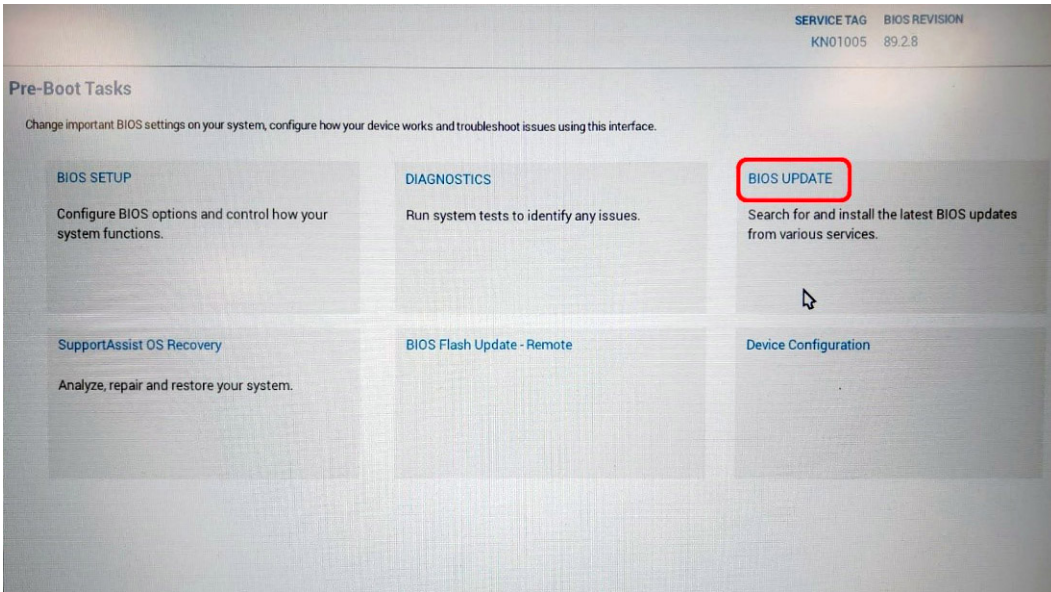 SERVICE TAG BIOS REVISION
KN01005 89.2.8
Pre-Boot Tasks
Change important BIOS settings on your system, configure how your device works and troubleshoot issues using this interface.
BIOS SETUP
Configure BIOS options and control how your
system functions.
DIAGNOSTICS
Run system tests to identify any issues.
BIOS UPDATE
Search for and install the latest BIOS updates
from various services.
SupportAssist OS Recovery
Analyze, repair and restore your system.
BIOS Flash Update - Remote
Device Configuration